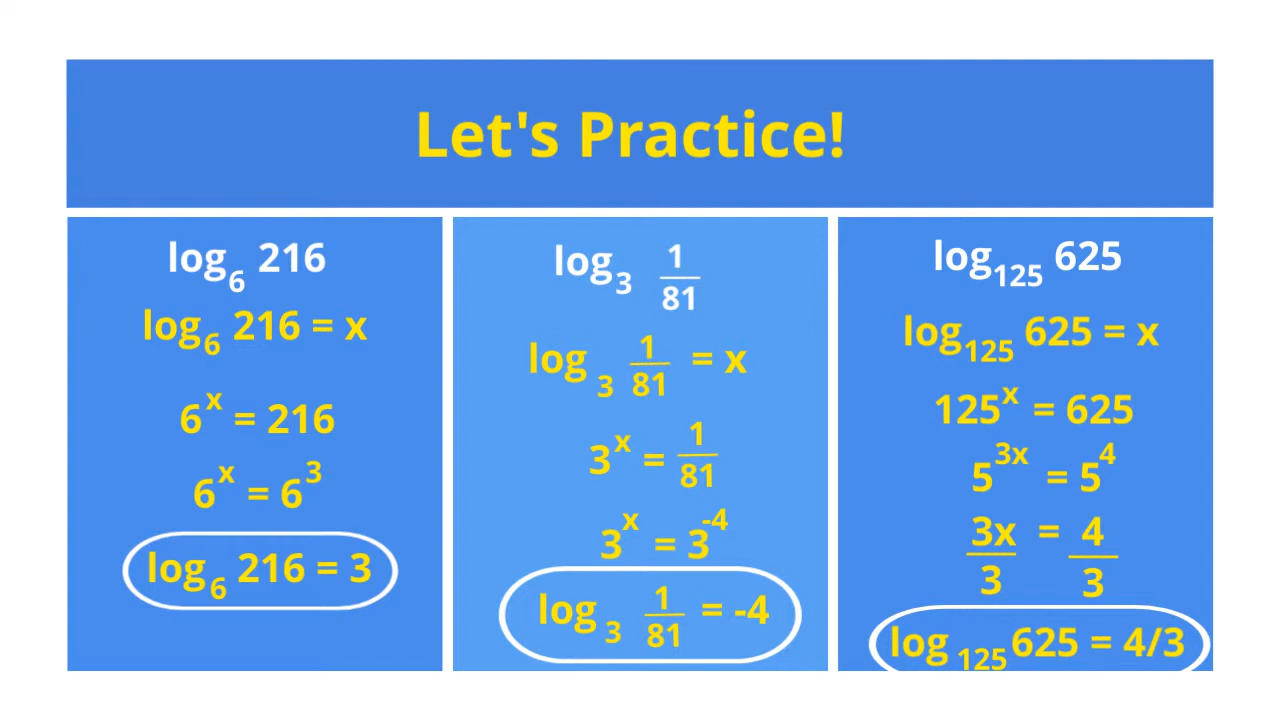 Let's Practice!
log₆ 216
log₆ 216 = x
6ˣ = 216
6ˣ = 6³
log₆ 216 = 3
log₃ 1/81
log₃ 1/81 = x
3ˣ = 1/81
3ˣ = 3⁻⁴
log₃ 1/81 = -4
log₁₂₅ 625
log₁₂₅ 625 = x
125ˣ = 625
5³ˣ = 5⁴
3x/3 = 4/3
log₁₂₅ 625 = 4/3